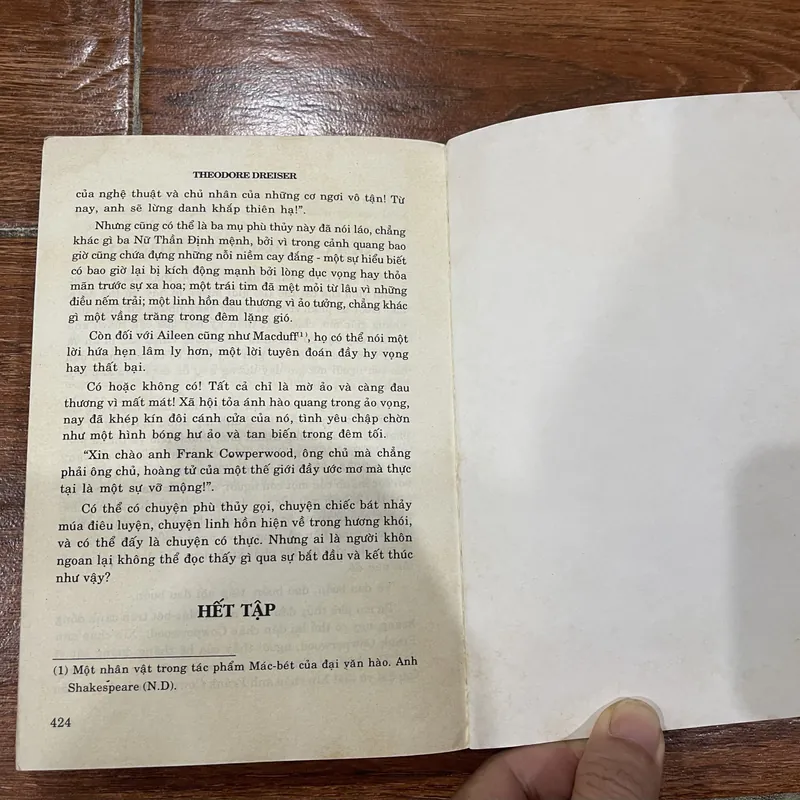 THEODORE DREISER
của nghệ thuật và chủ nhân của những cơ ngơi vô tận! Từ
nay, anh sẽ lừng danh khắp thiên hạ!”.
Nhưng cũng có thể là ba mụ phù thủy này đã nói láo, chẳng
khác gì ba Nữ Thần Định mệnh, bởi vì trong cảnh quang bao
giờ cũng chứa đựng những nỗi niềm cay đắng - một sự hiểu biết
có bao giờ lại bị kích động mạnh bởi lòng dục vọng hay thỏa
mãn trước sự xa hoa; một trái tim đã mệt mỏi từ lâu vì những
điều nếm trải; một linh hồn đau thương vì ảo tưởng, chẳng khác
gì một vầng trăng trong đêm lặng gió.
Còn đối với Aileen cũng như Macduff(1), họ có thể nói một
lời hứa hẹn lâm ly hơn, một lời tuyên đoán đầy hy vọng
hay thất bại.
Có hoặc không có! Tất cả chỉ là mờ ảo và càng đau
thương vì mất mát! Xã hội tỏa ánh hào quang trong ảo vọng,
nay đã khép kín đôi cánh cửa của nó, tình yêu chập chờn
như một hình bóng hư ảo và tan biến trong đêm tối.
“Xin chào anh Frank Cowperwood, ông chủ mà chẳng
phải ông chủ, hoàng tử của một thế giới đầy ước mơ mà thực
tại là một sự vỡ mộng!”.
Có thể có chuyện phù thủy gọi, chuyện chiếc bát nhảy
múa điêu luyện, chuyện linh hồn hiện về trong hương khói,
và có thể đấy là chuyện có thực. Nhưng ai là người khôn
ngoan lại không thể đọc thấy gì qua sự bắt đầu và kết thúc
như vậy?
HẾT TẬP
(1) Một nhân vật trong tác phẩm Mác-bét của đại văn hào. Anh
Shakespeare (N.D).
424